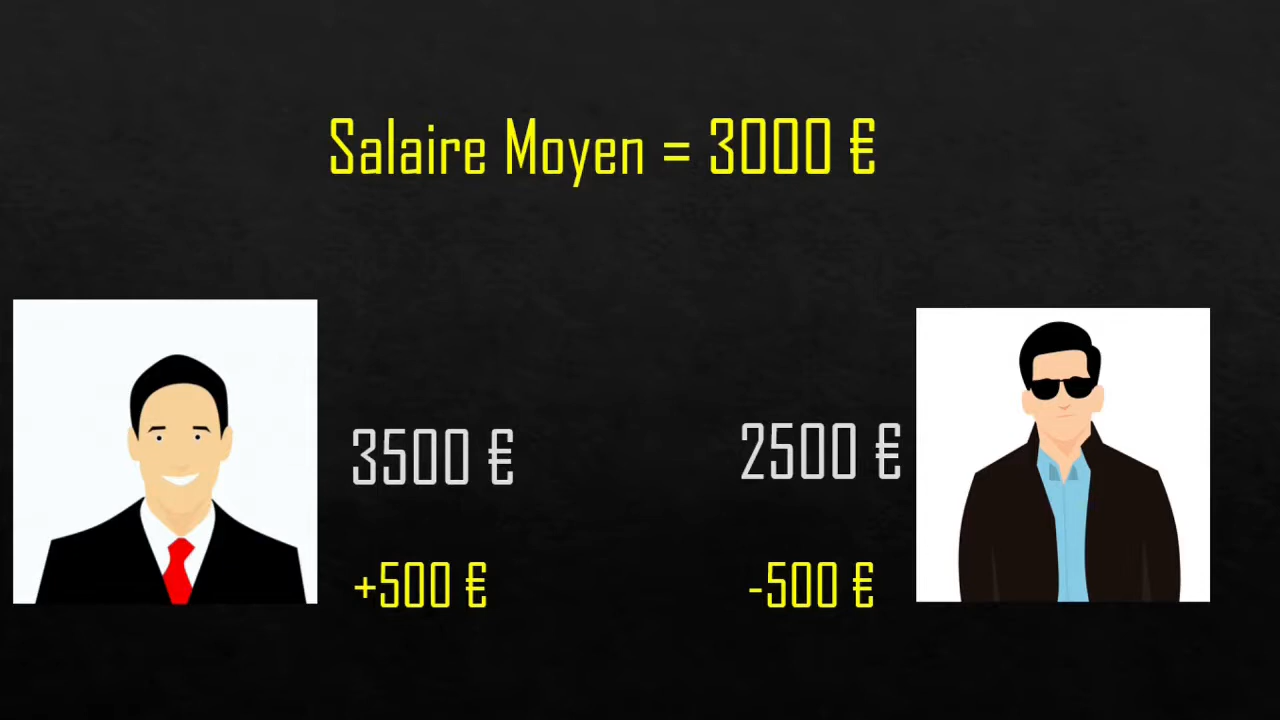 Salaire Moyen = 3000 €
3500 €
2500 €
+500 €
-500 €